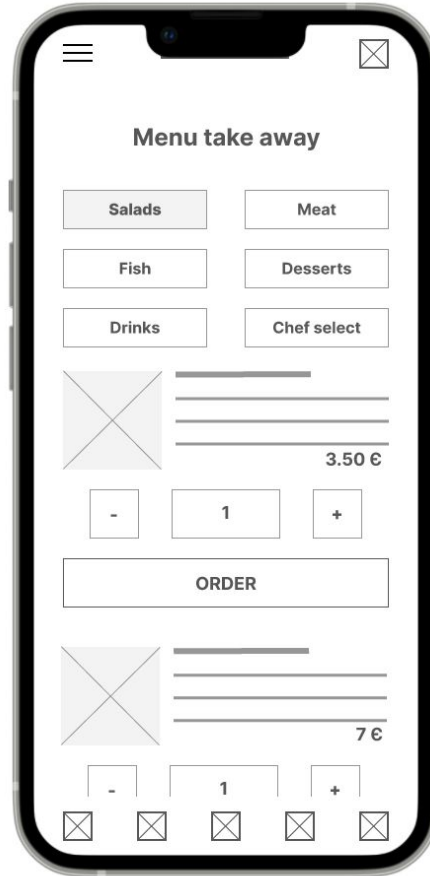 Menu take away
Salads Meat
Fish Desserts
Drinks Chef select
3.50 €
- 1 +
ORDER
7 €
- 1 +